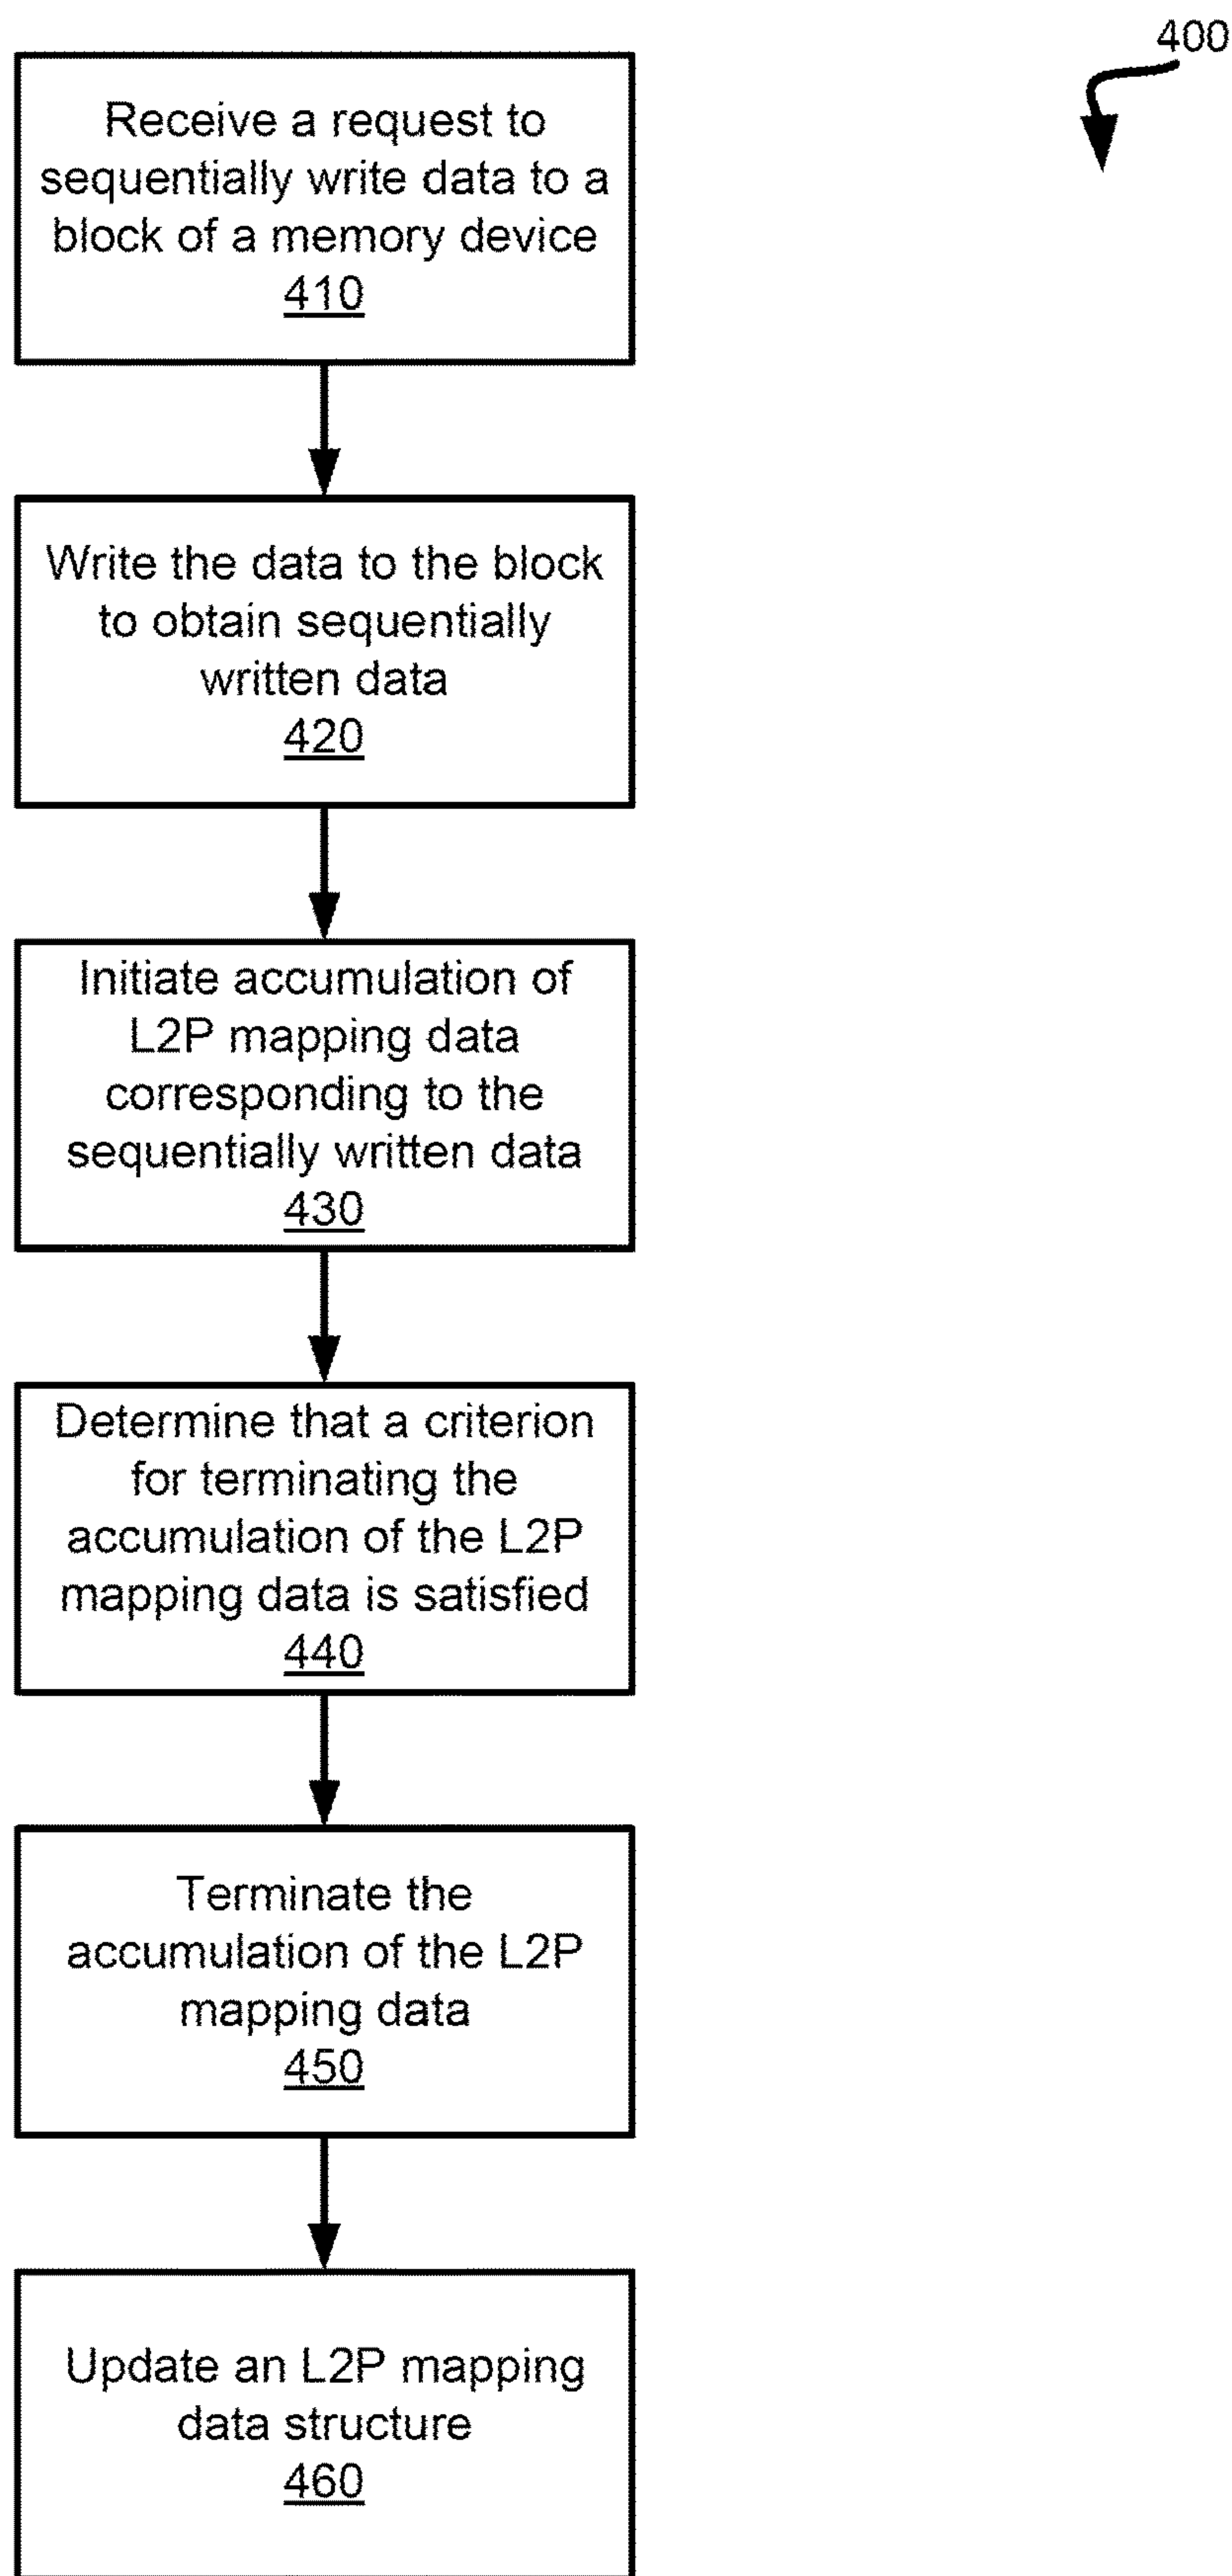 400
Receive a request to
sequentially write data to a
block of a memory device
410
Write the data to the block
to obtain sequentially
written data
420
Initiate accumulation of
L2P mapping data
corresponding to the
sequentially written data
430
Determine that a criterion
for terminating the
accumulation of the L2P
mapping data is satisfied
440
Terminate the
accumulation of the L2P
mapping data
450
Update an L2P mapping
data structure
460